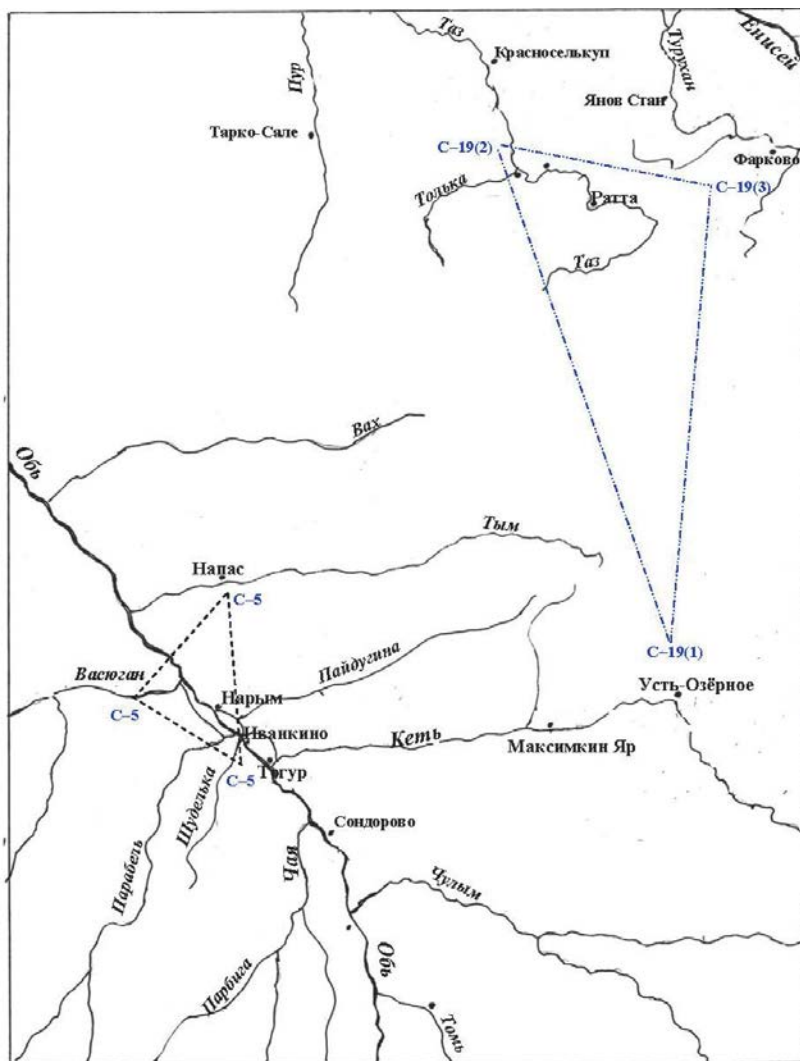 Таз
Енисей
Пур
Красноселькуп
Турухан
Янов Стан
Тарко-Сале
С–19(2)
Фарково
Толька
С–19(3)
Ратта
Таз
Вах
Обь
Тым
Напас
С–5
Пайдугина
С–19(1)
Васюган
Усть-Озёрное
Нарым
С–5
Иванкино
Кеть
Максимкин Яр
Тогур
С–5
Шуделька
Сондорово
Парабель
Чая
Чулым
Парбига
Обь
Томь